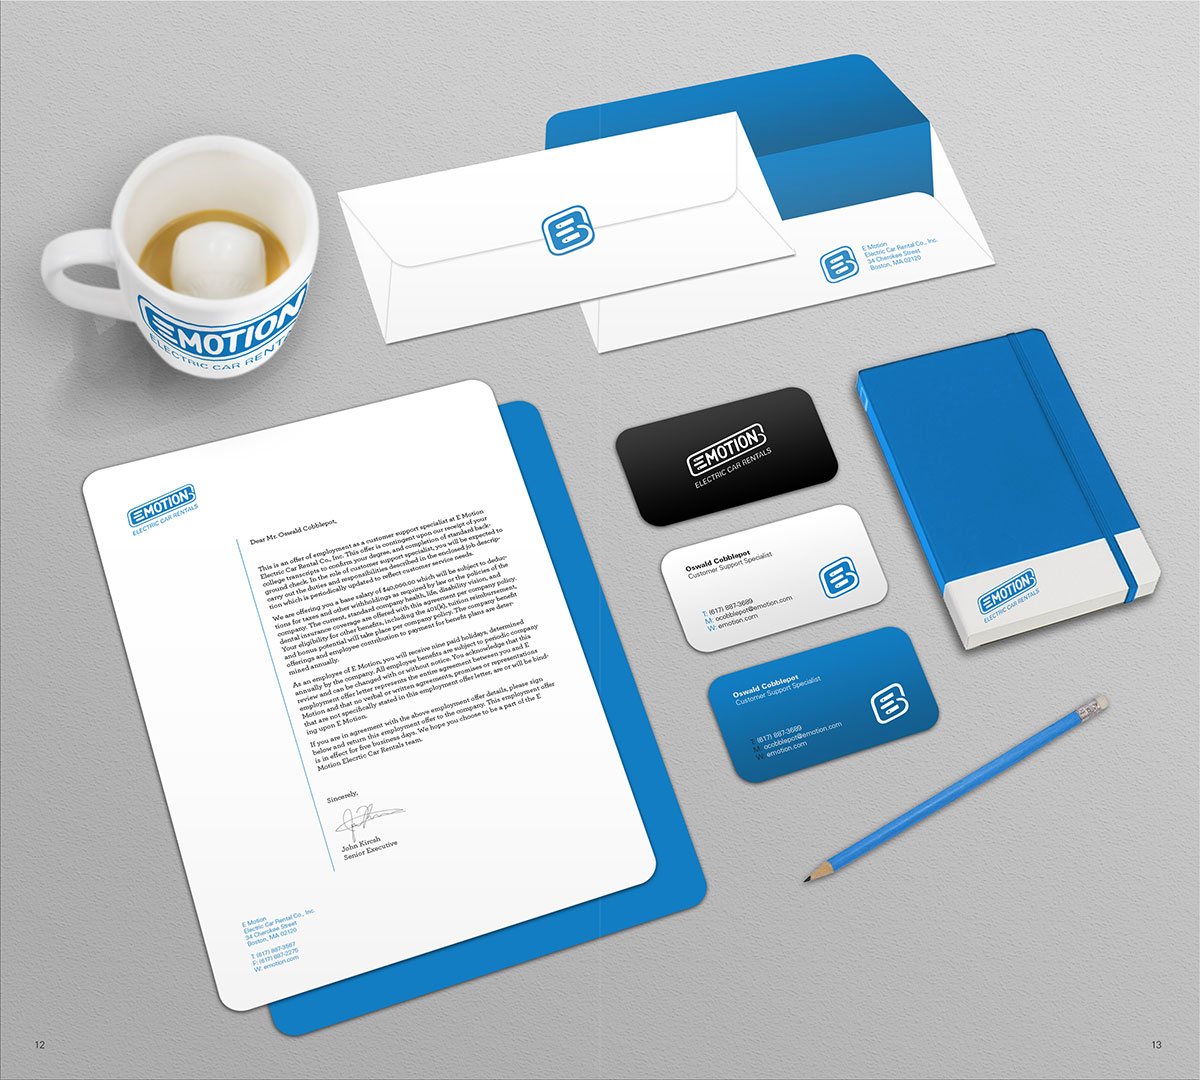 EMOTION
ELECTRIC CAR RENTALS
E Motion
Electric Car Rental Co., Inc.
34 Cherokee Street
Boston, MA 02120
EMOTION
ELECTRIC CAR RENTALS
Dear Mr. Oswald Cobblepot,
This is an offer of employment as a customer support specialist at E Motion
Electric Car Rental Co., Inc. This offer is contingent upon our receipt of your
college transcripts to confirm your degree, and completion of standard back-
ground check. In the role of customer support specialist, you will be expected to
carry out the duties and responsibilities described in the enclosed job descrip-
tion which is periodically updated to reflect customer service needs.
We are offering you a base salary of $40,000.00 which will be subject to deduc-
tions for taxes and other withholdings as required by law or the policies of the
company. The current, standard company health, life, disability vision, and
dental insurance coverage are offered with this agreement per company policy.
Your eligibility for other benefits, including the 401(k), tuition reimbursement,
and bonus potential will take place per company policy. The company benefit
offerings and employee contribution to payment for benefit plans are deter-
mined annually.
As an employee of E Motion, you will receive nine paid holidays, determined
annually by the company. All employee benefits are subject to periodic company
review and can be changed with or without notice. You acknowledge that this
employment offer letter represents the entire agreement between you and E
Motion and that no verbal or written agreements, promises or representations
that are not specifically stated in this employment offer letter, are or will be bind-
ing upon E Motion.
If you are in agreement with the above employment offer details, please sign
below and return this employment offer to the company. This employment offer
is in effect for five business days. We hope you choose to be a part of the E
Motion Elecrtic Car Rentals team.
Sincerely,
John Kircsh
Senior Executive
E Motion
Electric Car Rental Co., Inc.
34 Cherokee Street
Boston, MA 02120
T: (617) 887-3567
F: (617) 887-2275
W: emotion.com
EMOTION
ELECTRIC CAR RENTALS
Oswald Cobblepot
Customer Support Specialist
T: (617) 887-3689
M: ocobblepot@emotion.com
W: emotion.com
Oswald Cobblepot
Customer Support Specialist
T: (617) 887-3689
M: ocobblepot@emotion.com
W: emotion.com
EMOTION
ELECTRIC CAR RENTALS
12
13